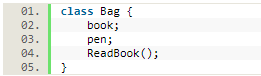 01. class Bag {
02.     book;
03.     pen;
04.     ReadBook();
05. }